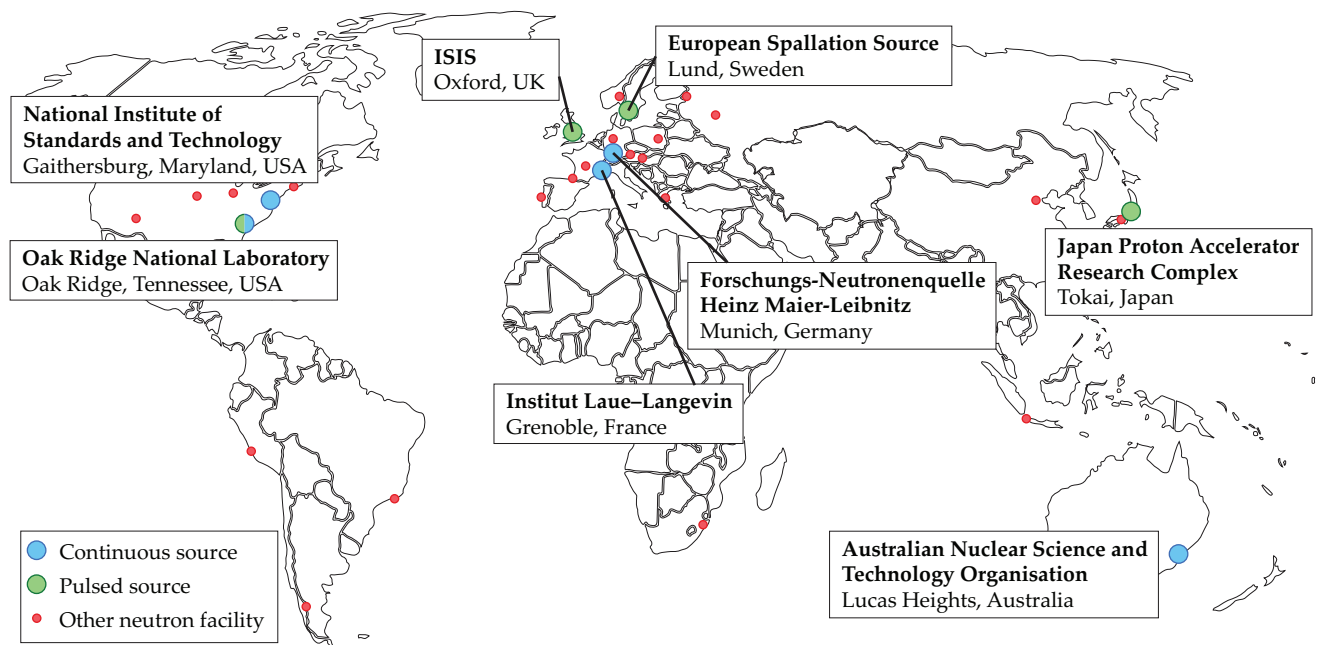 ISIS
Oxford, UK
European Spallation Source
Lund, Sweden
National Institute of
Standards and Technology
Gaithersburg, Maryland, USA
Oak Ridge National Laboratory
Oak Ridge, Tennessee, USA
Japan Proton Accelerator
Research Complex
Tokai, Japan
Forschungs-Neutronenquelle
Heinz Maier-Leibnitz
Munich, Germany
Institut Laue–Langevin
Grenoble, France
Australian Nuclear Science and
Technology Organisation
Lucas Heights, Australia
Continuous source
Pulsed source
Other neutron facility